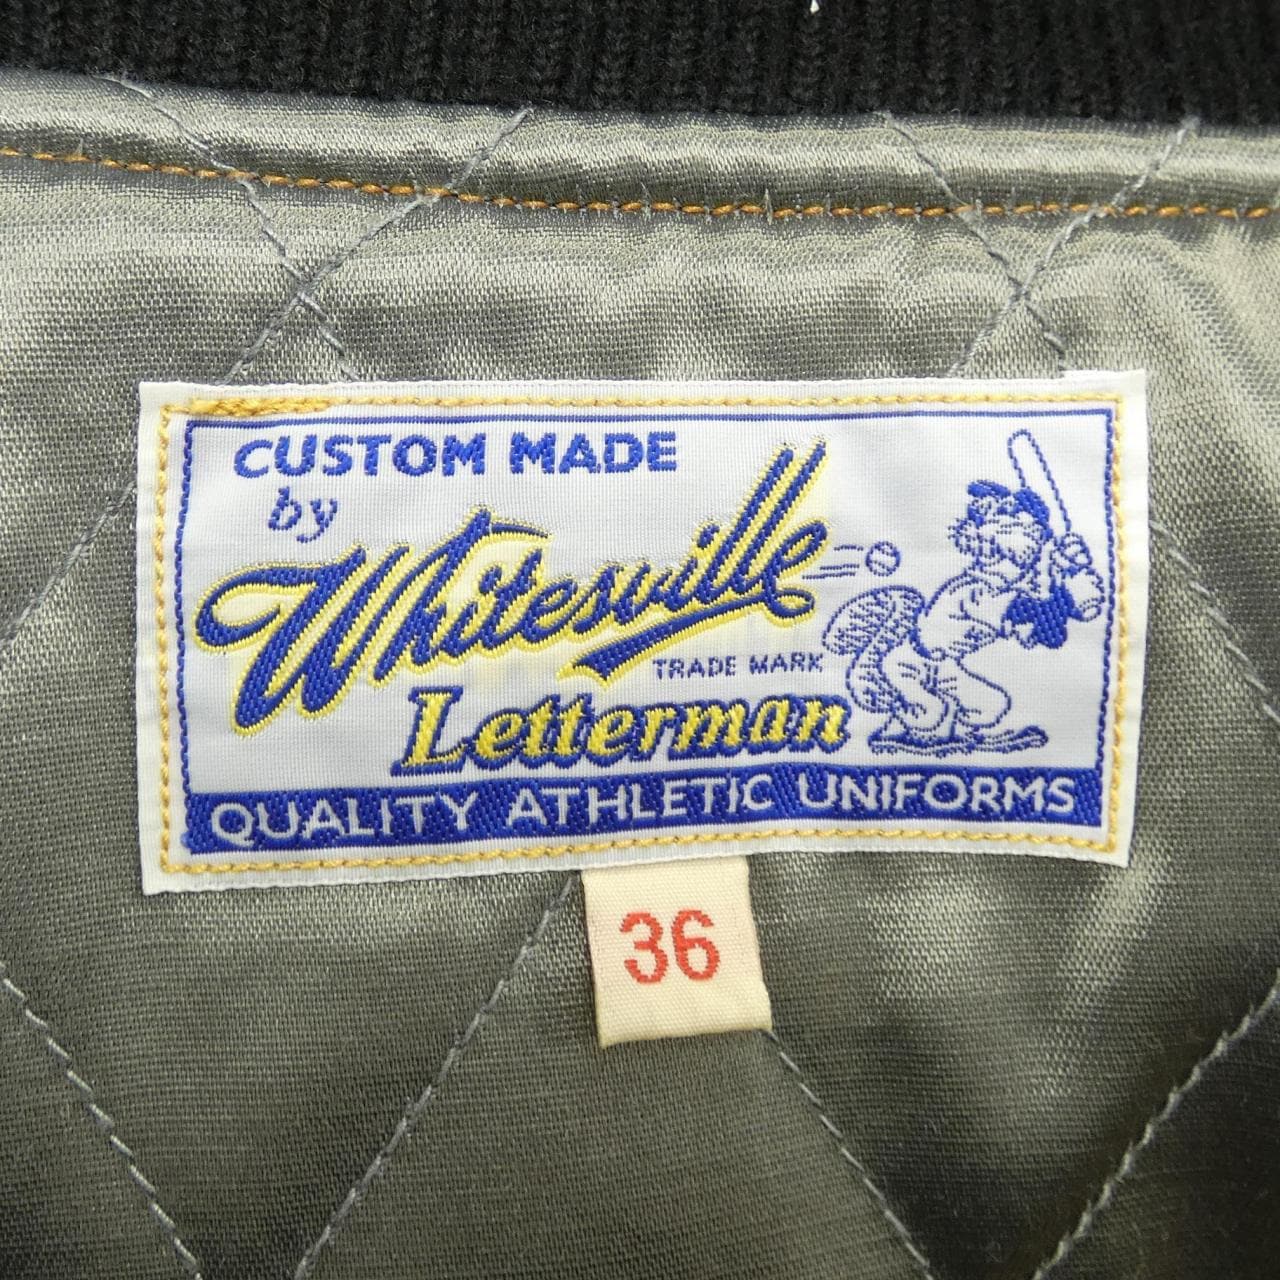 CUSTOM MADE
by
Whitesville
TRADE MARK
Letterman
QUALITY ATHLETIC UNIFORMS
36